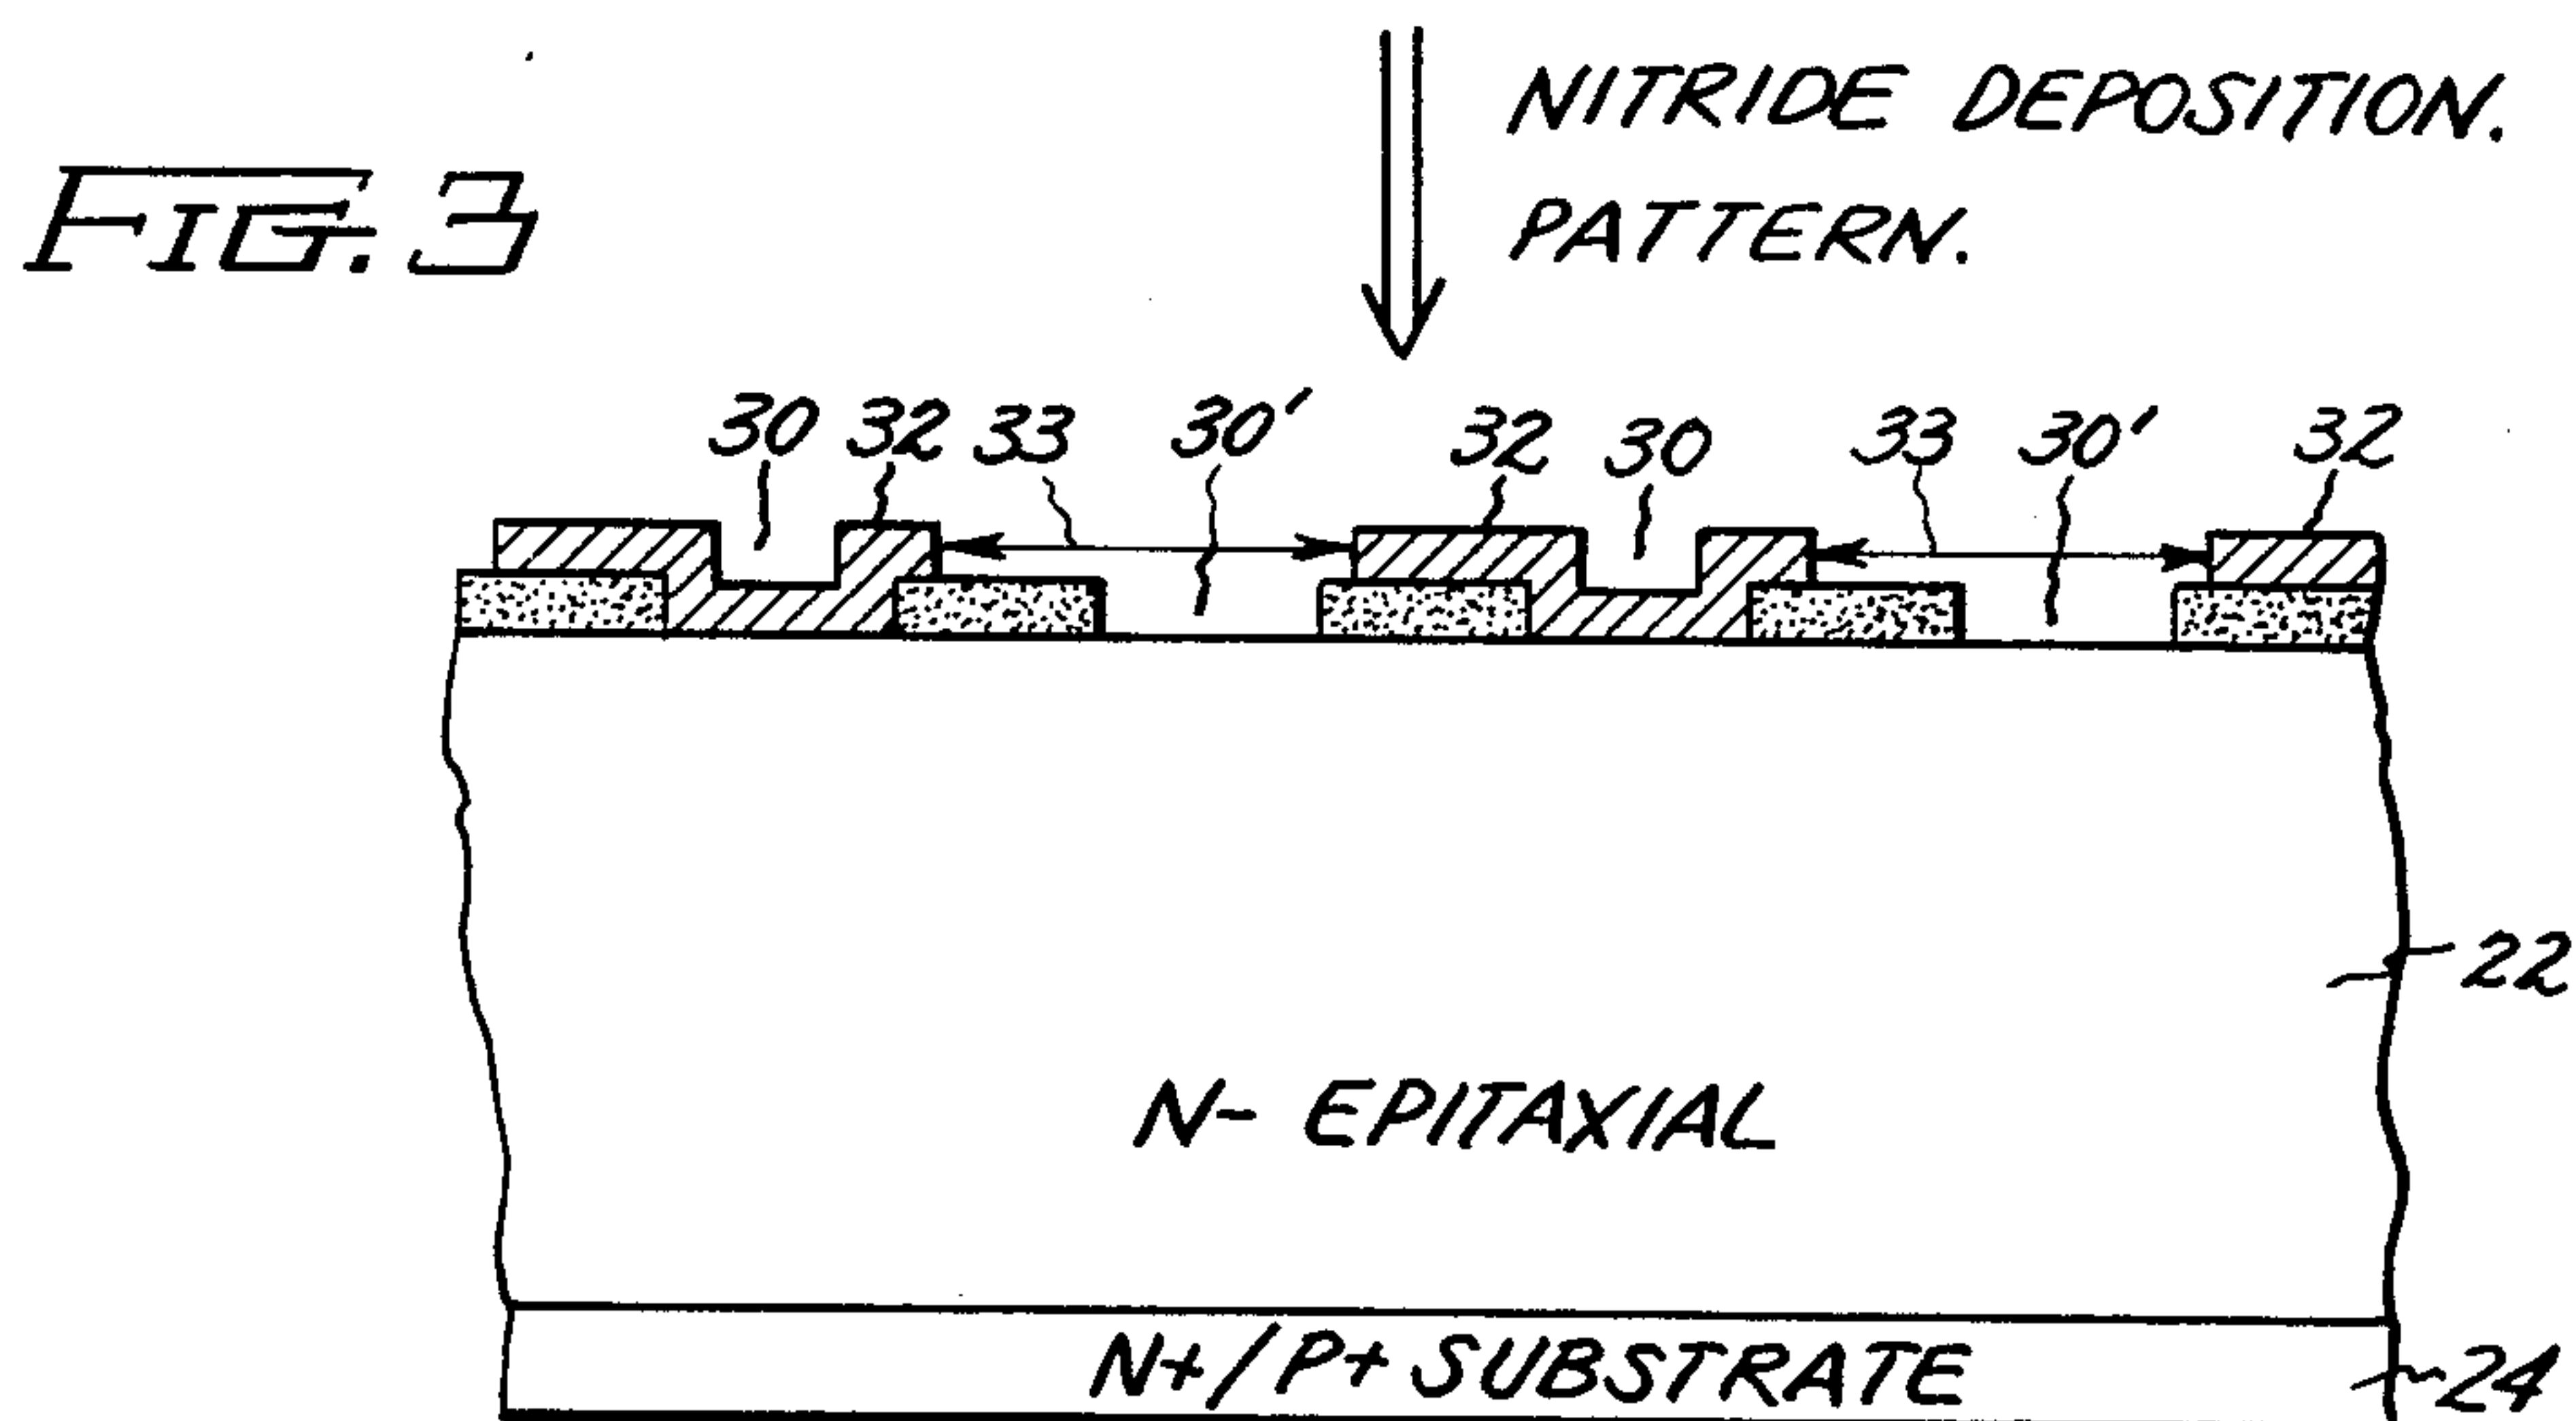 NITRIDE DEPOSITION.
PATTERN.
FIG. 3
30 32 33 30' 32 30 33 30' 32
22
N- EPITAXIAL
N+/P+ SUBSTRATE
24